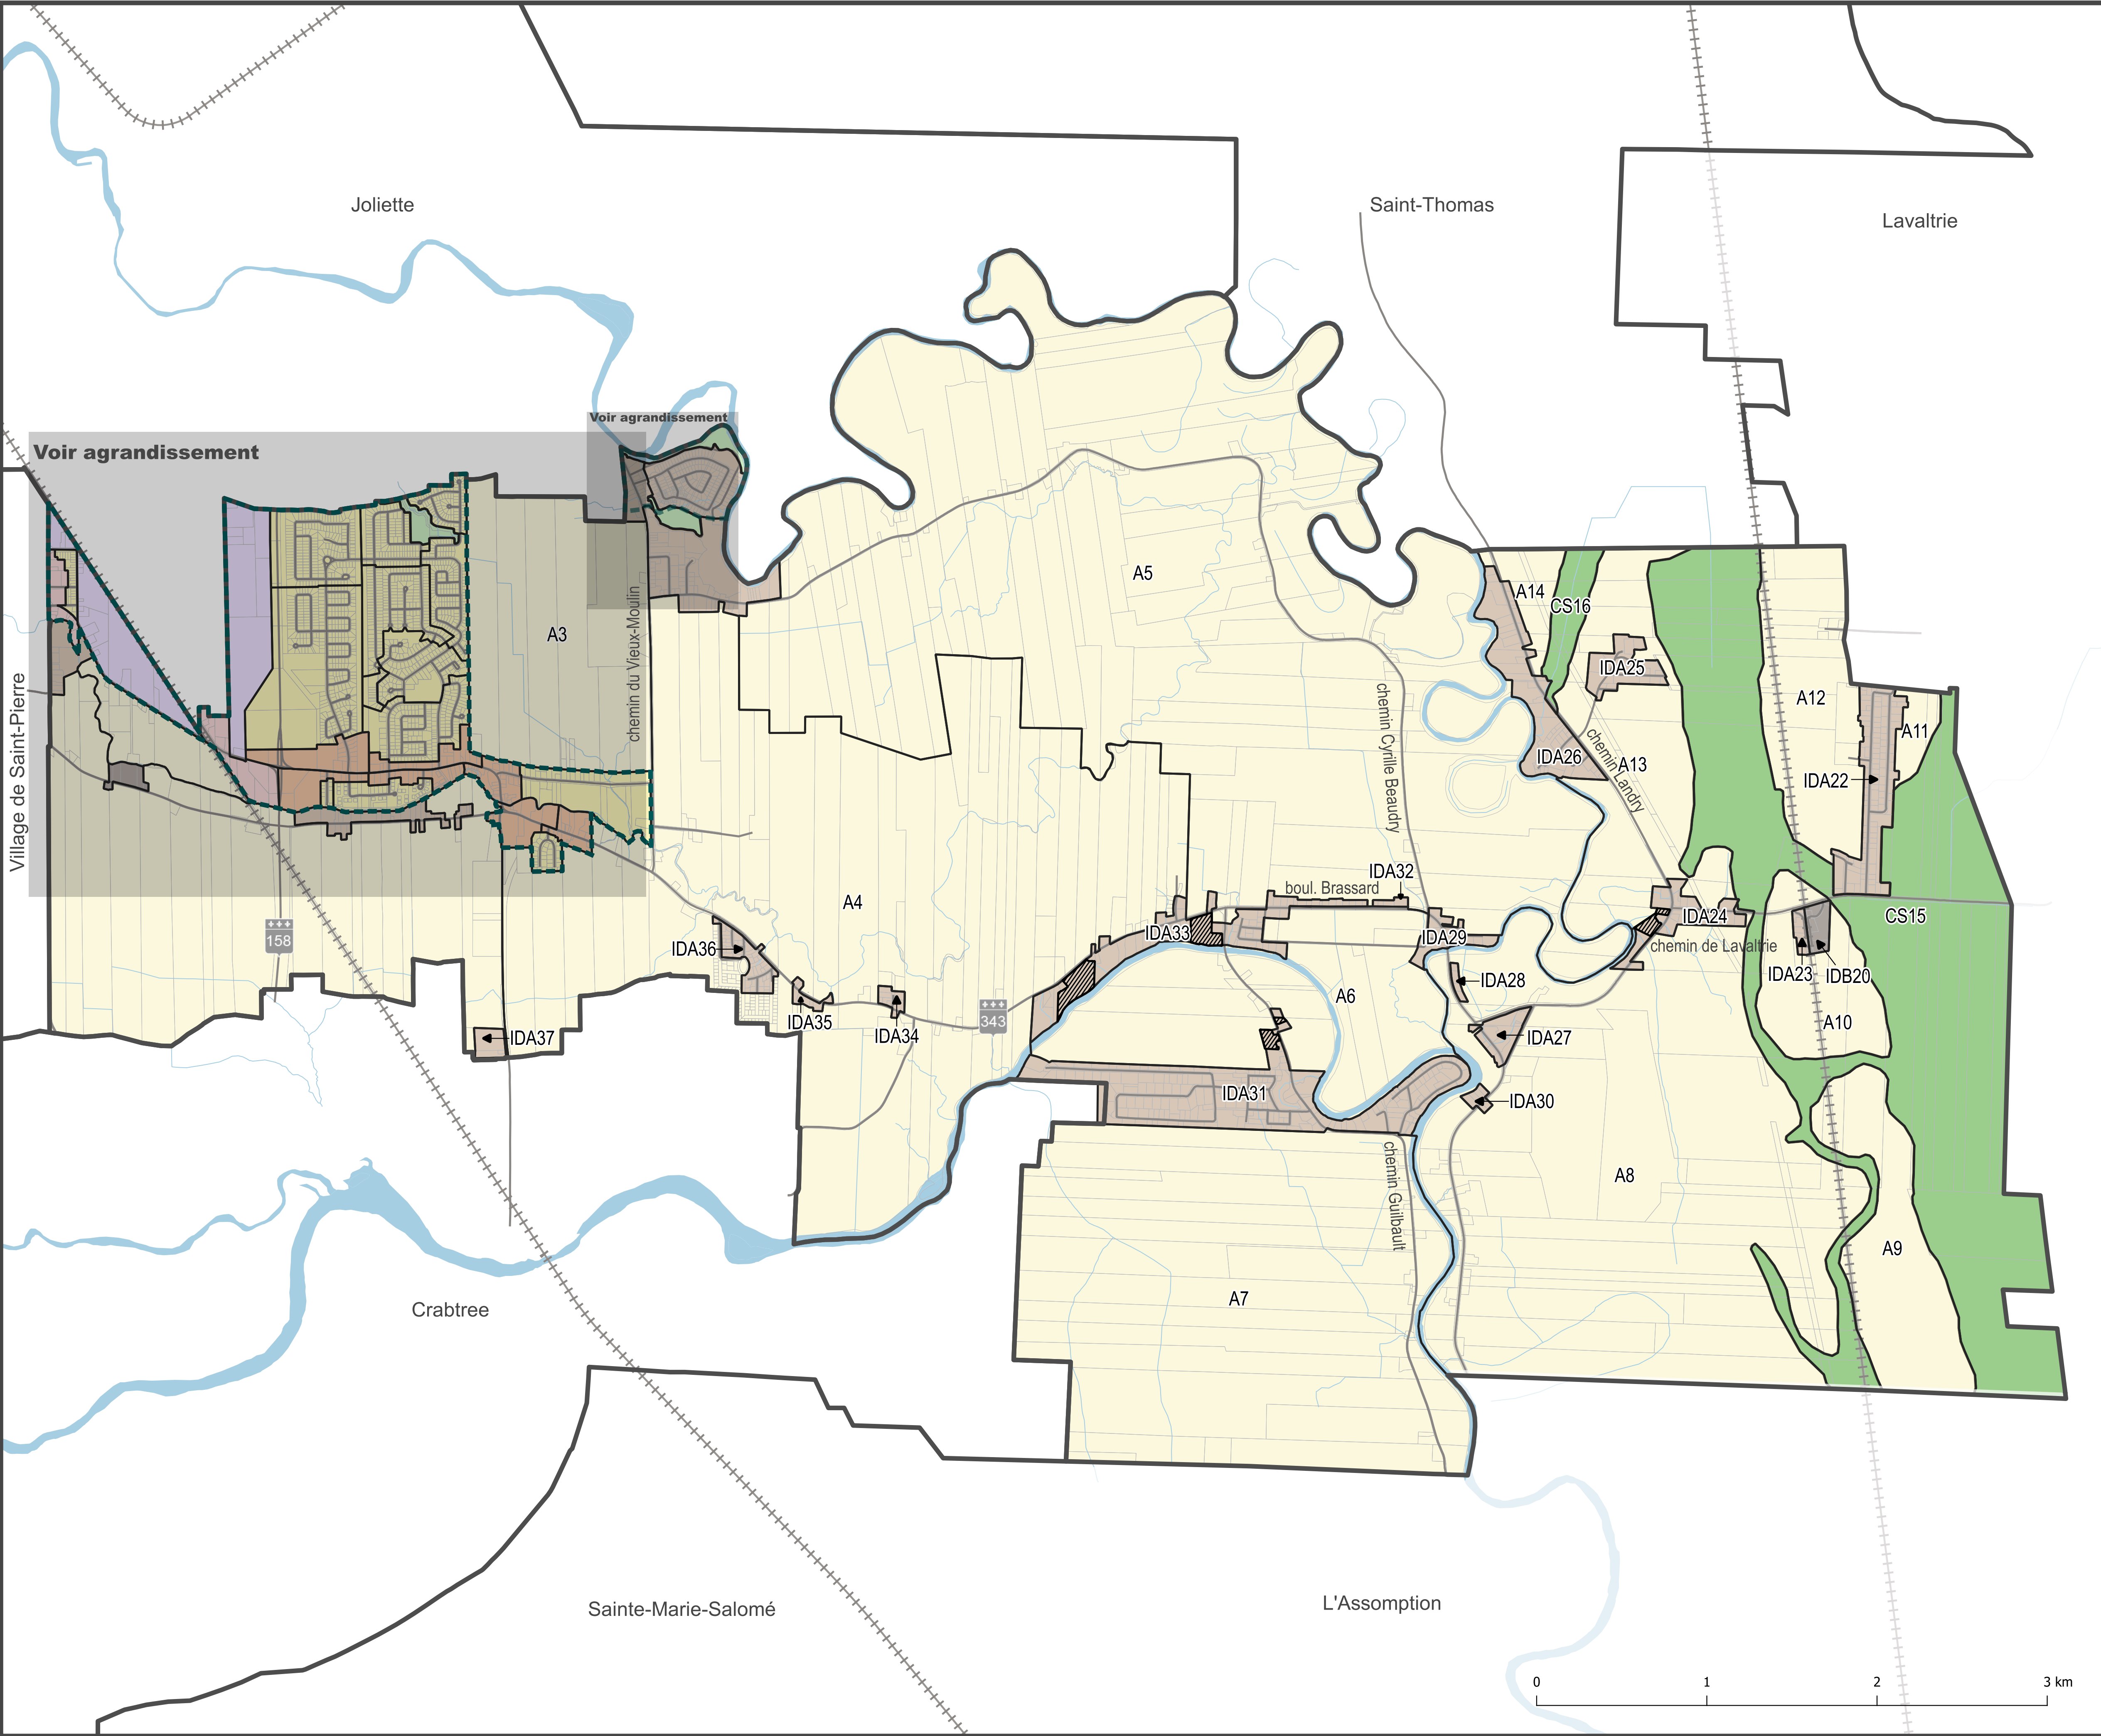 Joliette
Saint-Thomas
Lavaltrie
Voir agrandissement
Voir agrandissement
A5
A14
CS16
A3
chemin du Vieux-Moulin
IDA25
Village de Saint-Pierre
chemin Cyrille Beaudry
A12
A11
IDA26
chemin Landry
A13
IDA22
IDA32
boul. Brassard
A4
IDA33
IDA29
IDA24
CS15
158
IDA36
chemin de Lavaltrie
IDA28
IDA23
IDB20
A6
343
IDA35
IDA34
A10
IDA37
IDA27
IDA31
IDA30
chemin Guilbault
A8
A9
A7
Crabtree
Sainte-Marie-Salomé
L'Assomption
0 1 2 3 km